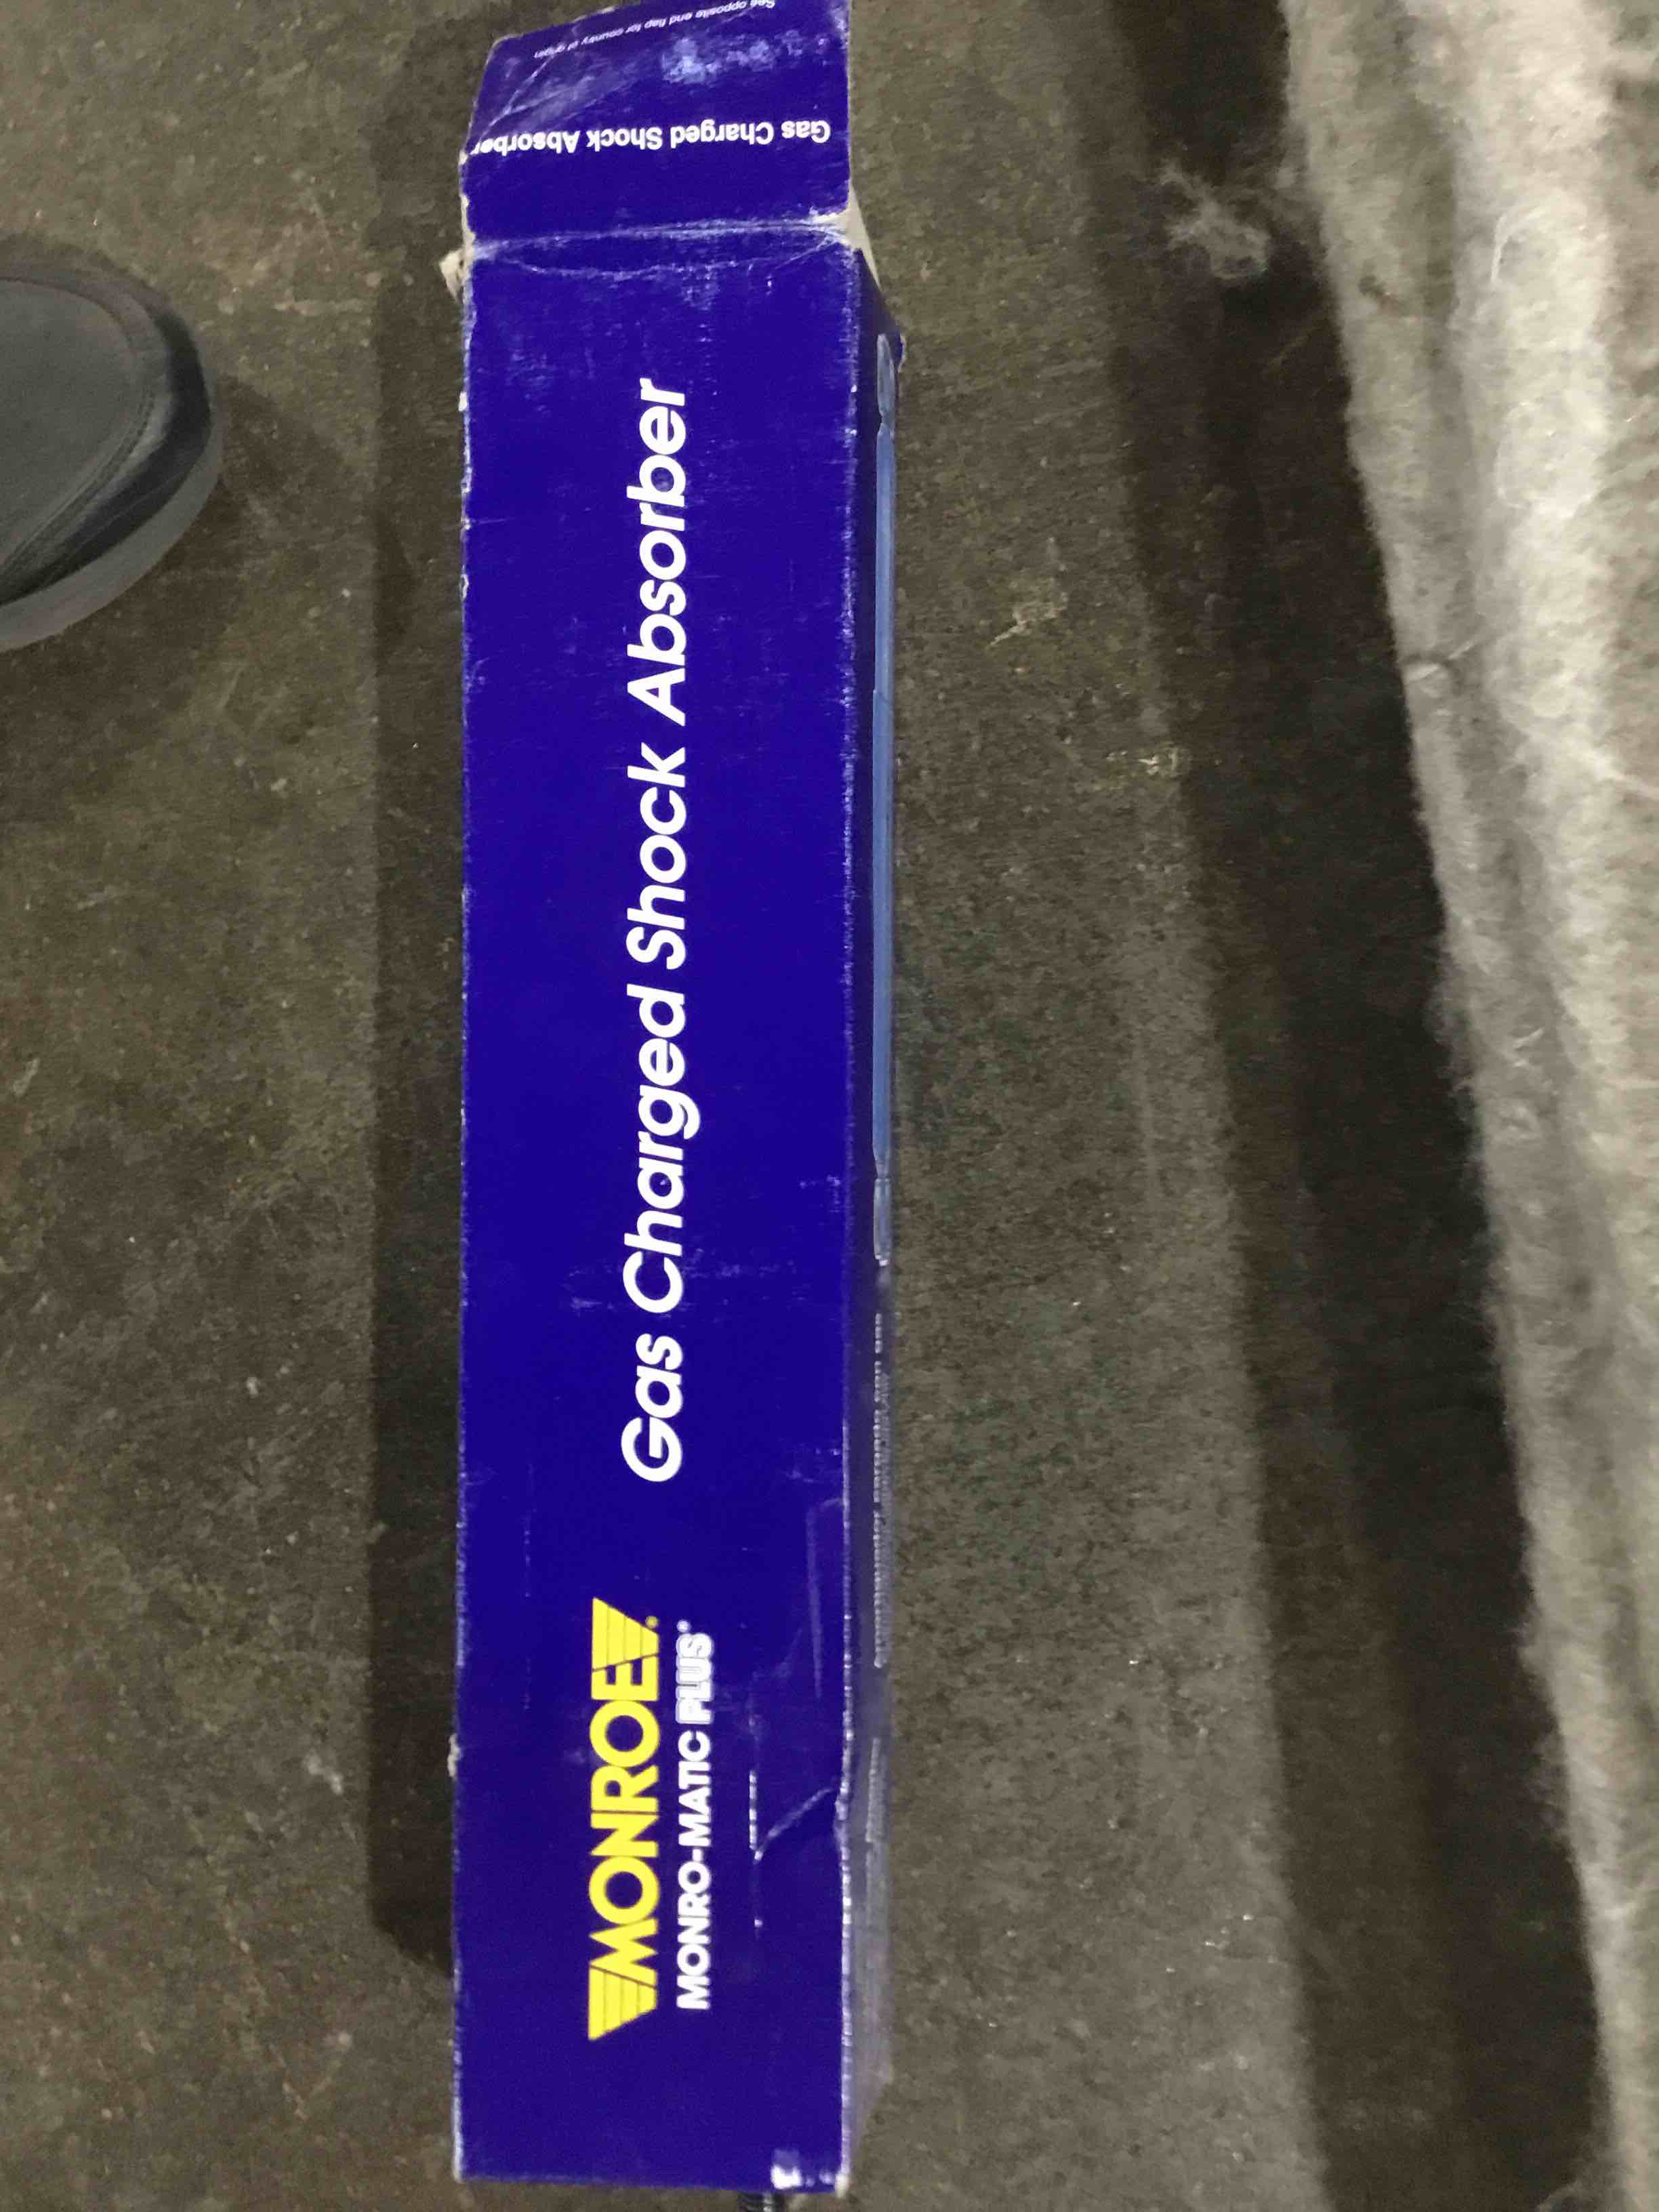 MONROE®
MONRO-MATIC PLUS®
Gas Charged Shock Absorber
Gas Charged Shock Absorber
See opposite end flap for country of origin